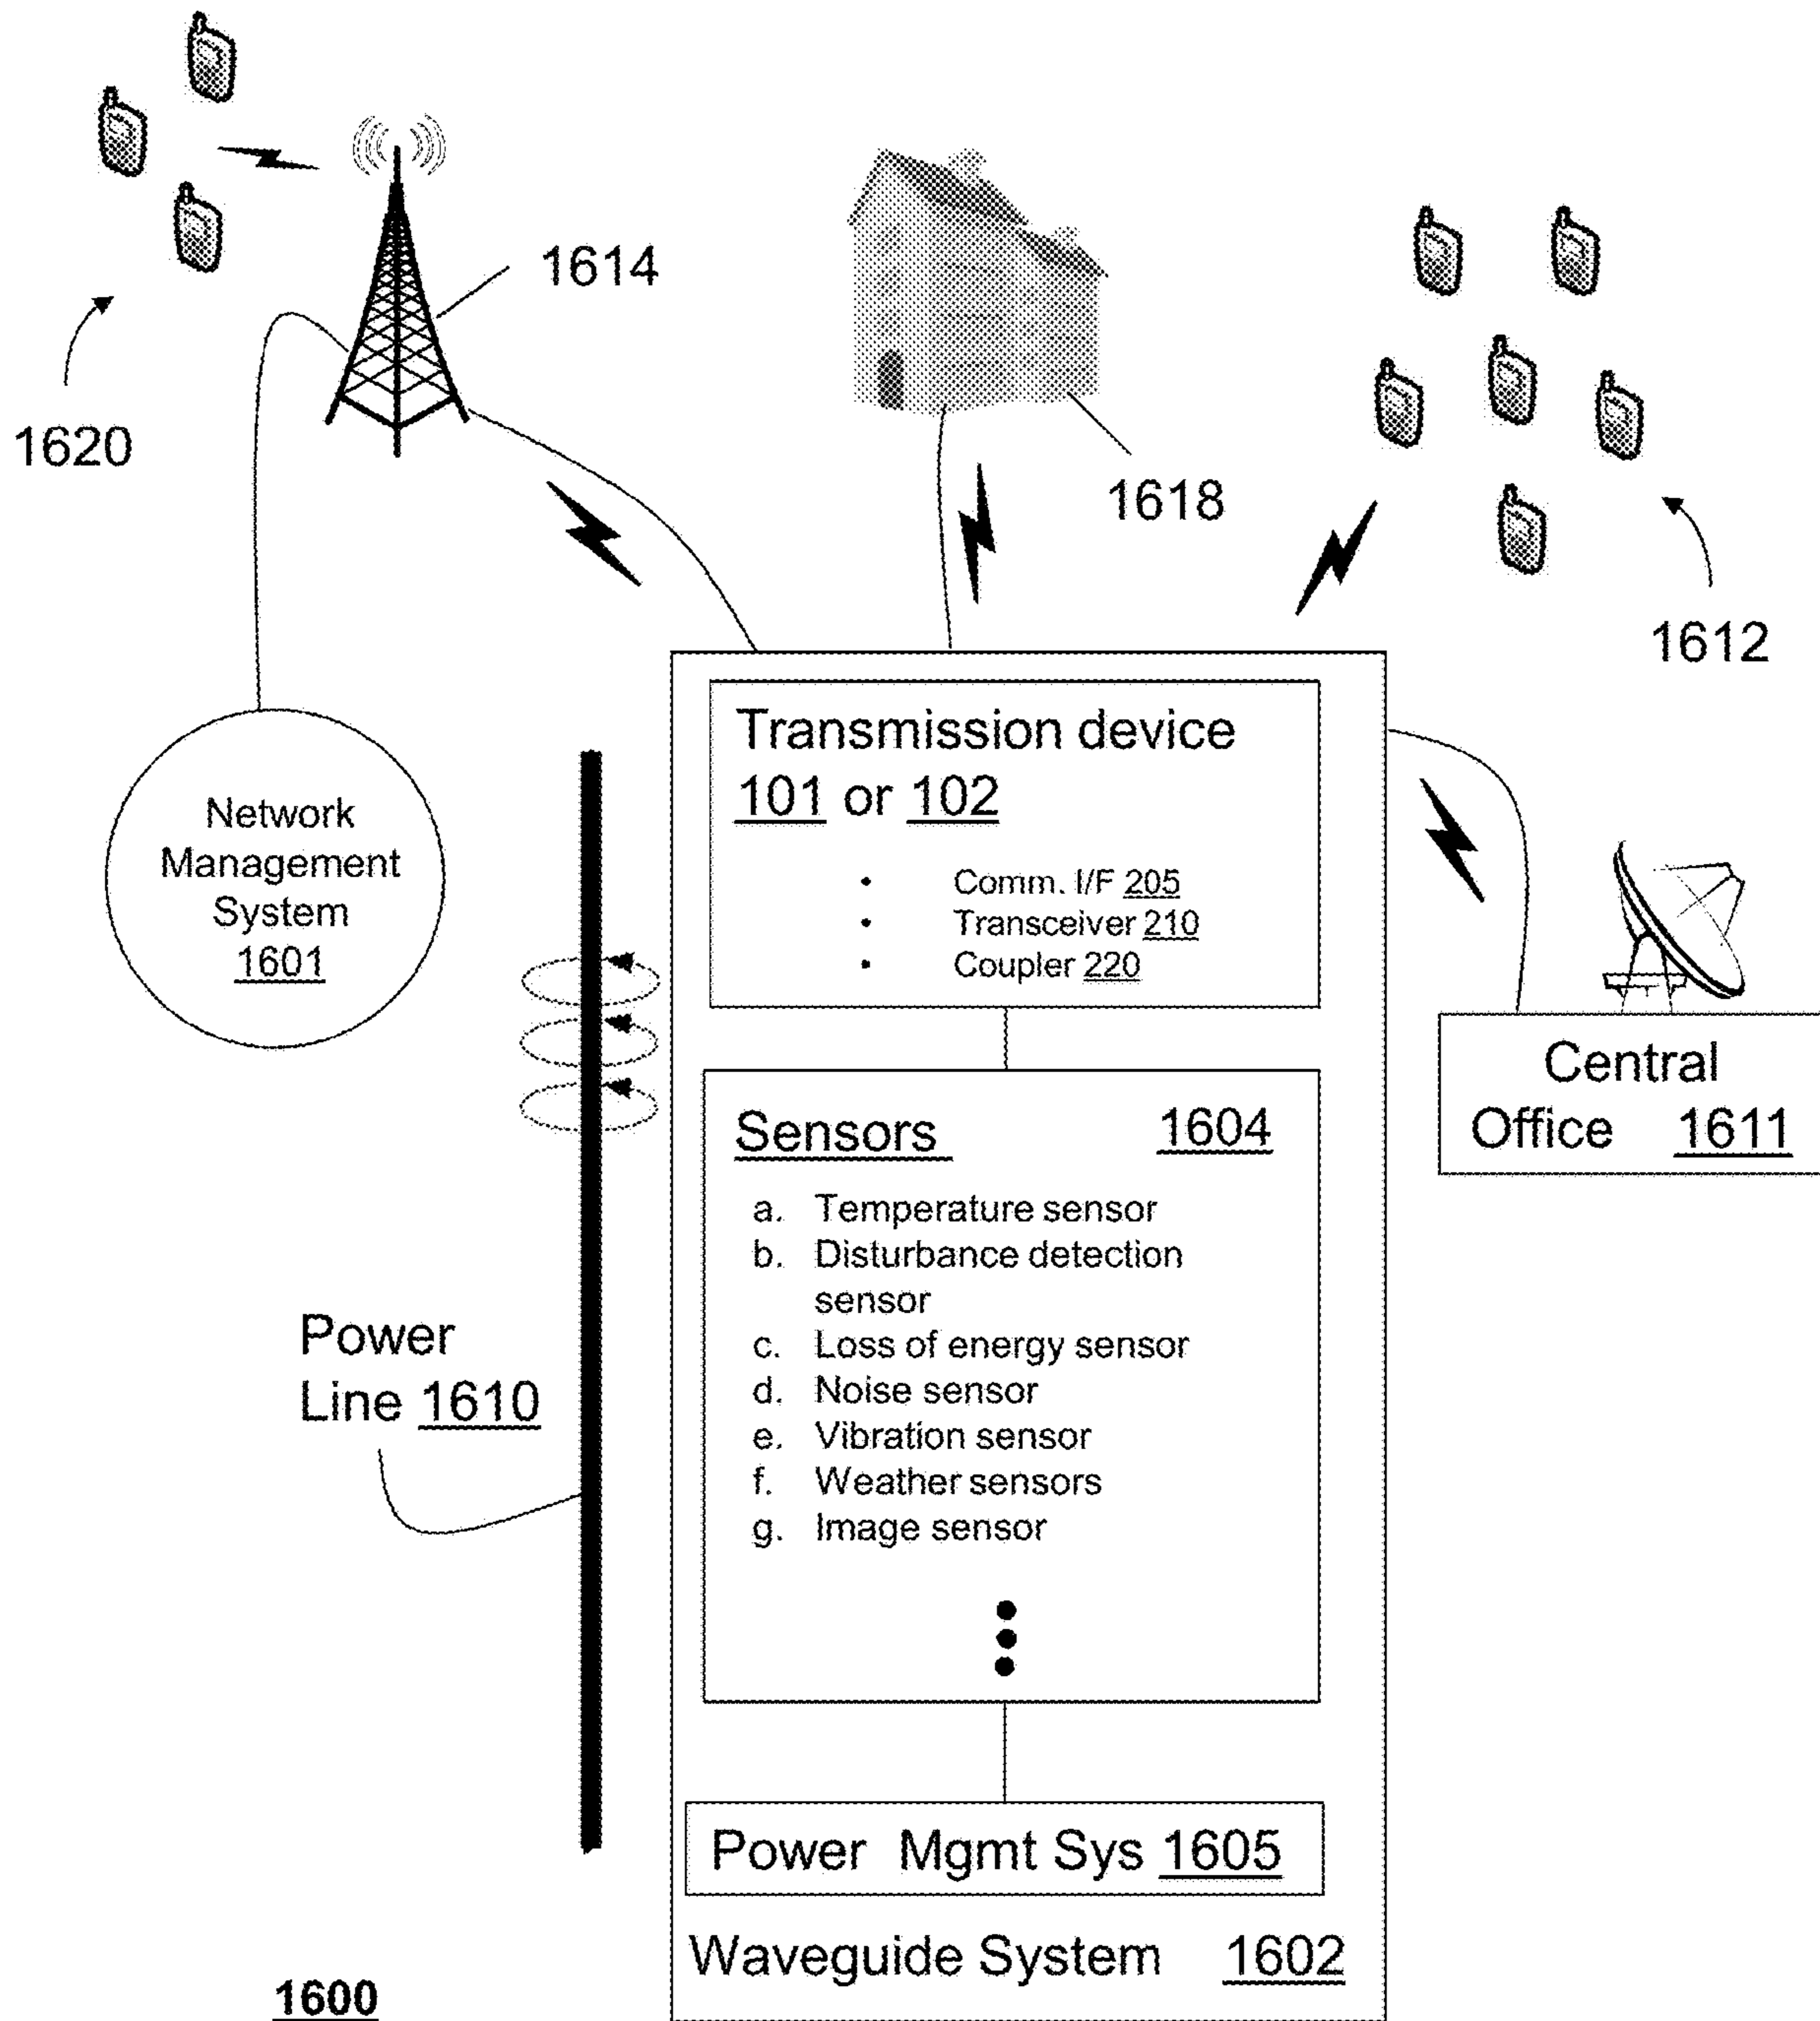 1614
1620
1618
1612
Transmission device
101 or 102
• Comm. I/F 205
• Transceiver 210
• Coupler 220
Network
Management
System
1601
Central
Office 1611
Sensors 1604
a. Temperature sensor
b. Disturbance detection
sensor
c. Loss of energy sensor
d. Noise sensor
e. Vibration sensor
f. Weather sensors
g. Image sensor
Power
Line 1610
Power Mgmt Sys 1605
Waveguide System 1602
1600